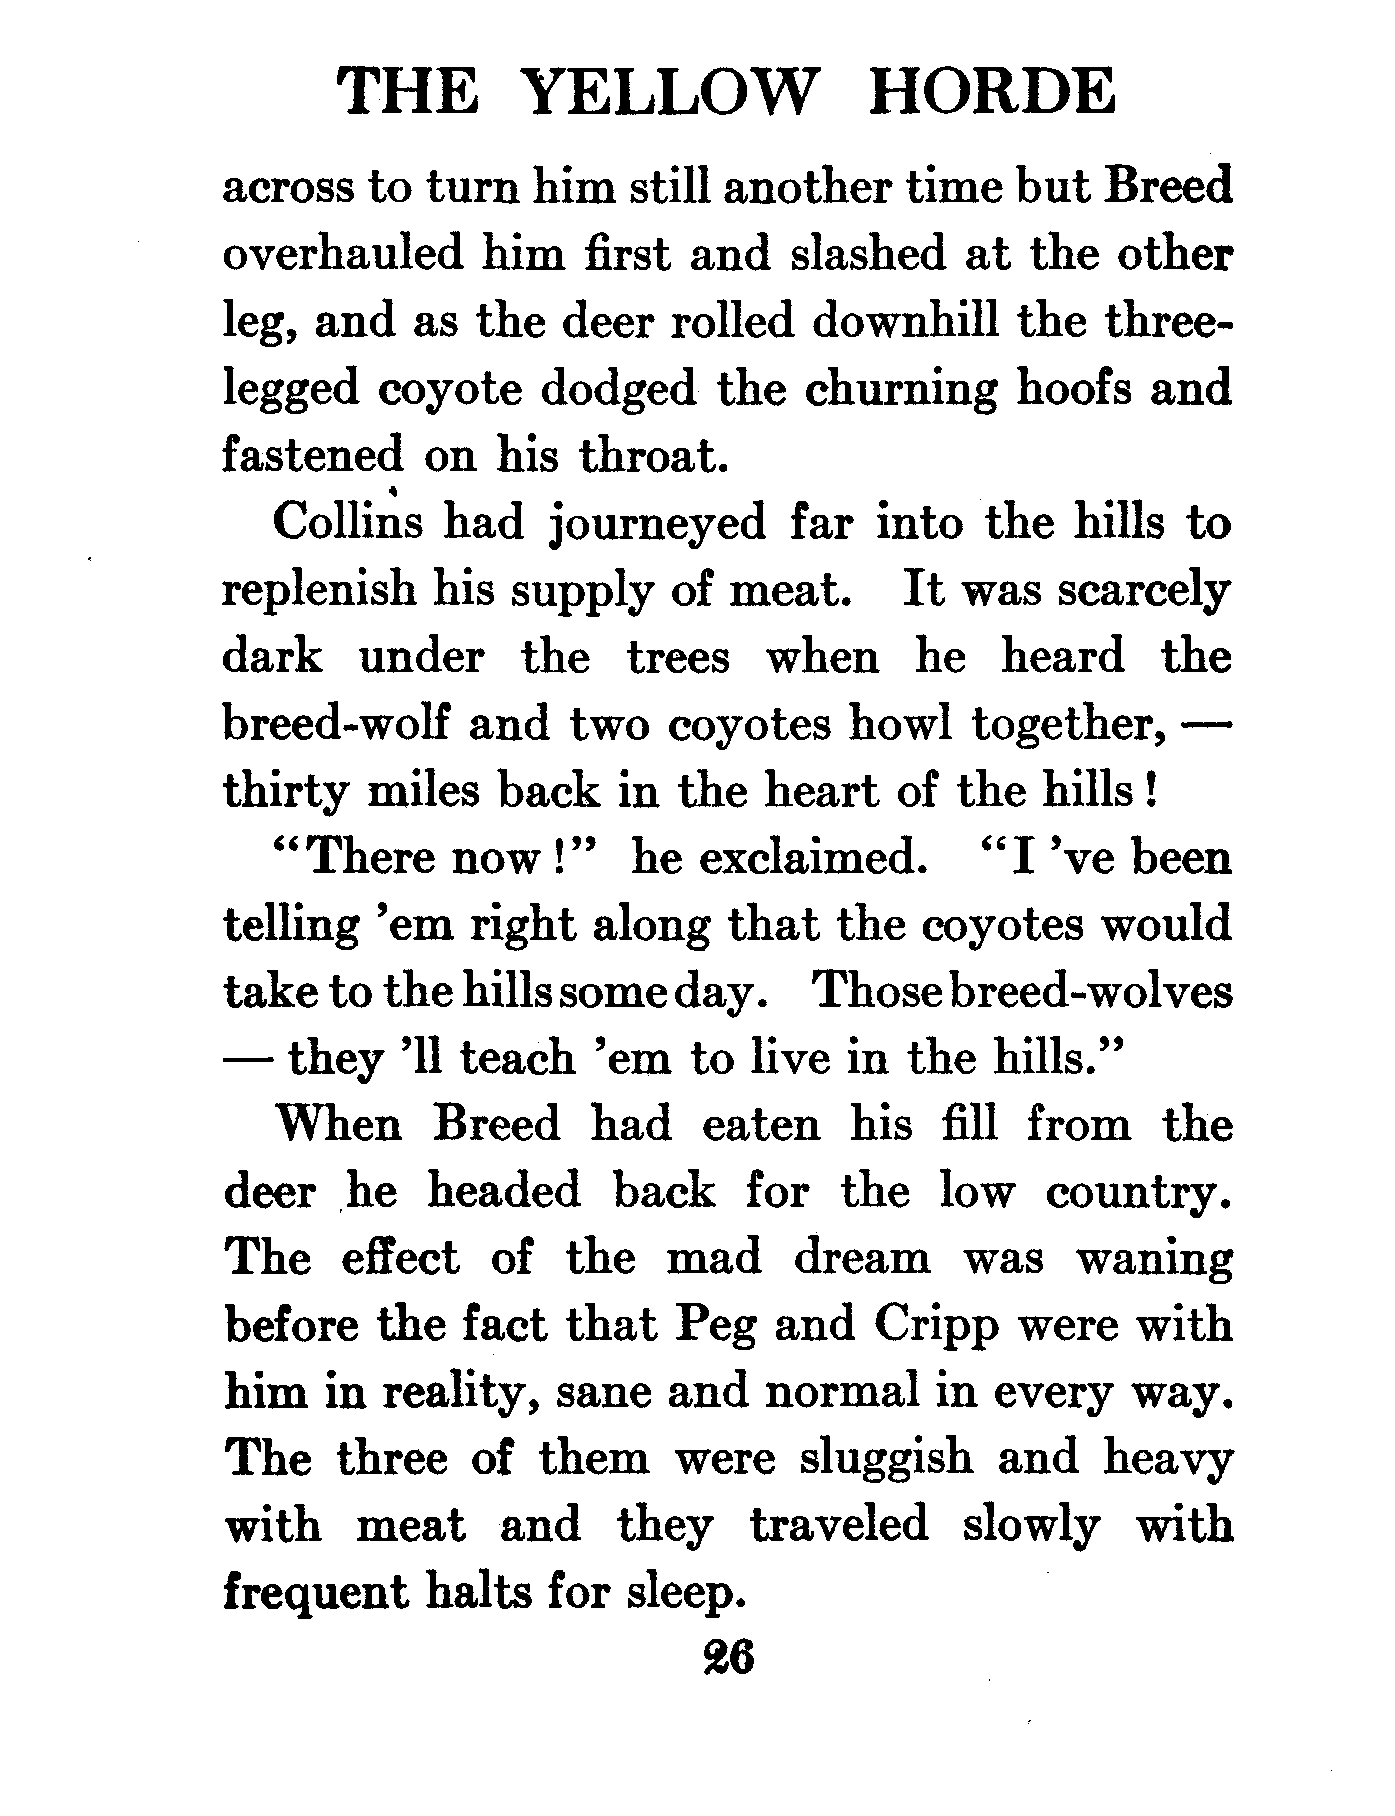 THE YELLOW HORDE
across to turn him still another time but Breed
overhauled him first and slashed at the other
leg, and as the deer rolled downhill the three-
legged coyote dodged the churning hoofs and
fastened on his throat.
Collins had journeyed far into the hills to
replenish his supply of meat. It was scarcely
dark under the trees when he heard the
breed-wolf and two coyotes howl together, —
thirty miles back in the heart of the hills!
“There now!” he exclaimed. “I ’ve been
telling ’em right along that the coyotes would
take to the hills some day. Those breed-wolves
— they ’ll teach ’em to live in the hills.”
When Breed had eaten his fill from the
deer he headed back for the low country.
The effect of the mad dream was waning
before the fact that Peg and Cripp were with
him in reality, sane and normal in every way.
The three of them were sluggish and heavy
with meat and they traveled slowly with
frequent halts for sleep.
26